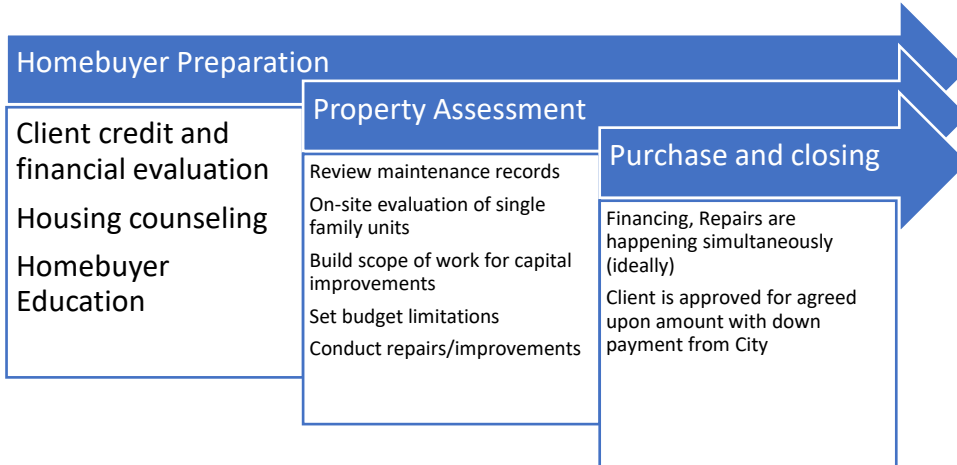 Homebuyer Preparation
Client credit and
financial evaluation
Housing counseling
Homebuyer
Education
Property Assessment
Review maintenance records
On-site evaluation of single
family units
Build scope of work for capital
improvements
Set budget limitations
Conduct repairs/improvements
Purchase and closing
Financing, Repairs are
happening simultaneously
(ideally)
Client is approved for agreed
upon amount with down
payment from City